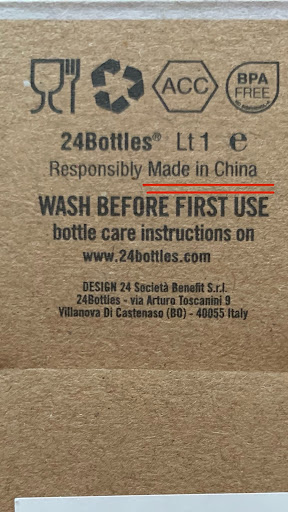 ACC
BPA
FREE
24Bottles® Lt 1 ℮
Responsibly Made in China
WASH BEFORE FIRST USE
bottle care instructions on
www.24bottles.com
DESIGN 24 Società Benefit S.r.l.
24Bottles - via Arturo Toscanini 9
Villanova Di Castenaso (BO) - 40055 Italy